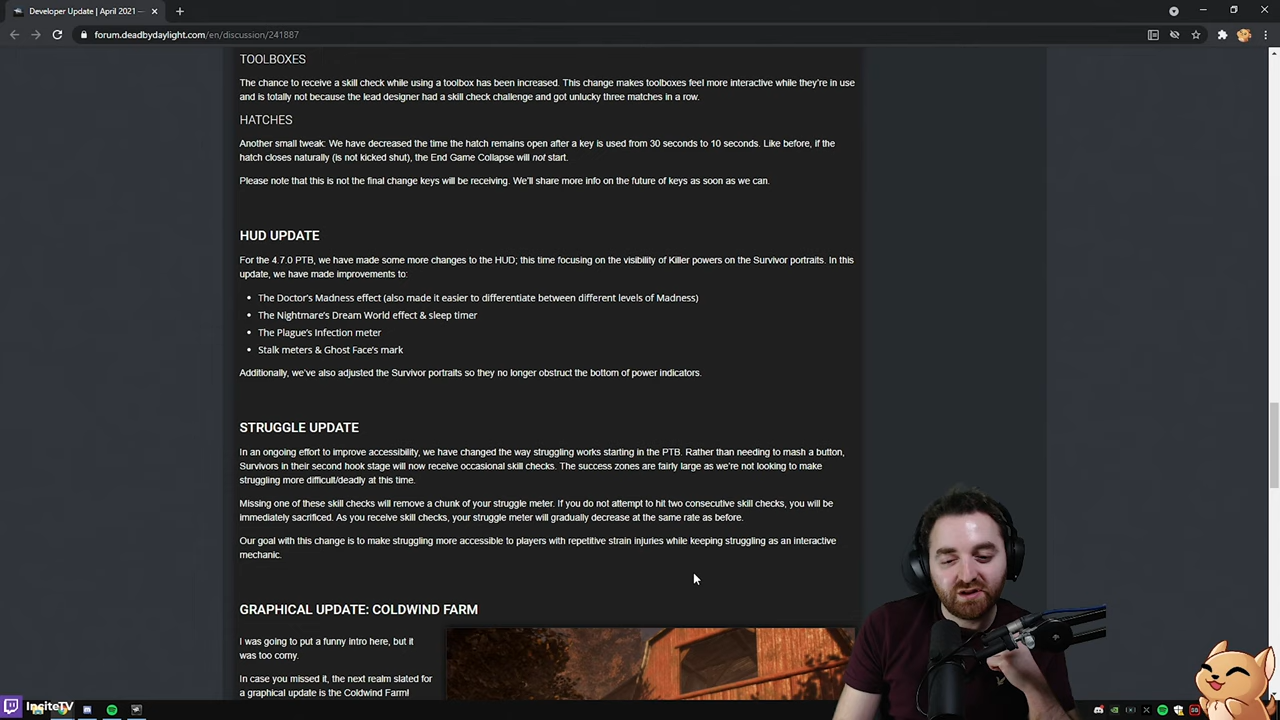 Developer Update | April 2021 —
forum.deadbydaylight.com/en/discussion/241887
TOOLBOXES
The chance to receive a skill check while using a toolbox has been increased. This change makes toolboxes feel more interactive while they're in use
and is totally not because the lead designer had a skill check challenge and got unlucky three matches in a row.
HATCHES
Another small tweak: We have decreased the time the hatch remains open after a key is used from 30 seconds to 10 seconds. Like before, if the
hatch closes naturally (is not kicked shut), the End Game Collapse will not start.
Please note that this is not the final change keys will be receiving. We'll share more info on the future of keys as soon as we can.
HUD UPDATE
For the 4.7.0 PTB, we have made some more changes to the HUD; this time focusing on the visibility of Killer powers on the Survivor portraits. In this
update, we have made improvements to:
• The Doctor's Madness effect (also made it easier to differentiate between different levels of Madness)
• The Nightmare's Dream World effect & sleep timer
• The Plague's Infection meter
• Stalk meters & Ghost Face's mark
Additionally, we've also adjusted the Survivor portraits so they no longer obstruct the bottom of power indicators.
STRUGGLE UPDATE
In an ongoing effort to improve accessibility, we have changed the way struggling works starting in the PTB. Rather than needing to mash a button,
Survivors in their second hook stage will now receive occasional skill checks. The success zones are fairly large as we're not looking to make
struggling more difficult/deadly at this time.
Missing one of these skill checks will remove a chunk of your struggle meter. If you do not attempt to hit two consecutive skill checks, you will be
immediately sacrificed. As you receive skill checks, your struggle meter will gradually decrease at the same rate as before.
Our goal with this change is to make struggling more accessible to players with repetitive strain injuries while keeping struggling as an interactive
mechanic.
GRAPHICAL UPDATE: COLDWIND FARM
I was going to put a funny intro here, but it
was too corny.
In case you missed it, the next realm slated for
a graphical update is the Coldwind Farm!
InciteTV